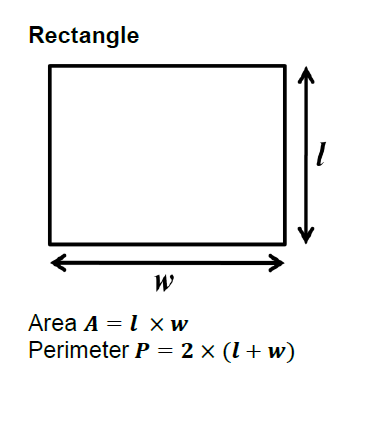 Rectangle
l
w
Area A = l × w
Perimeter P = 2 × (l + w)